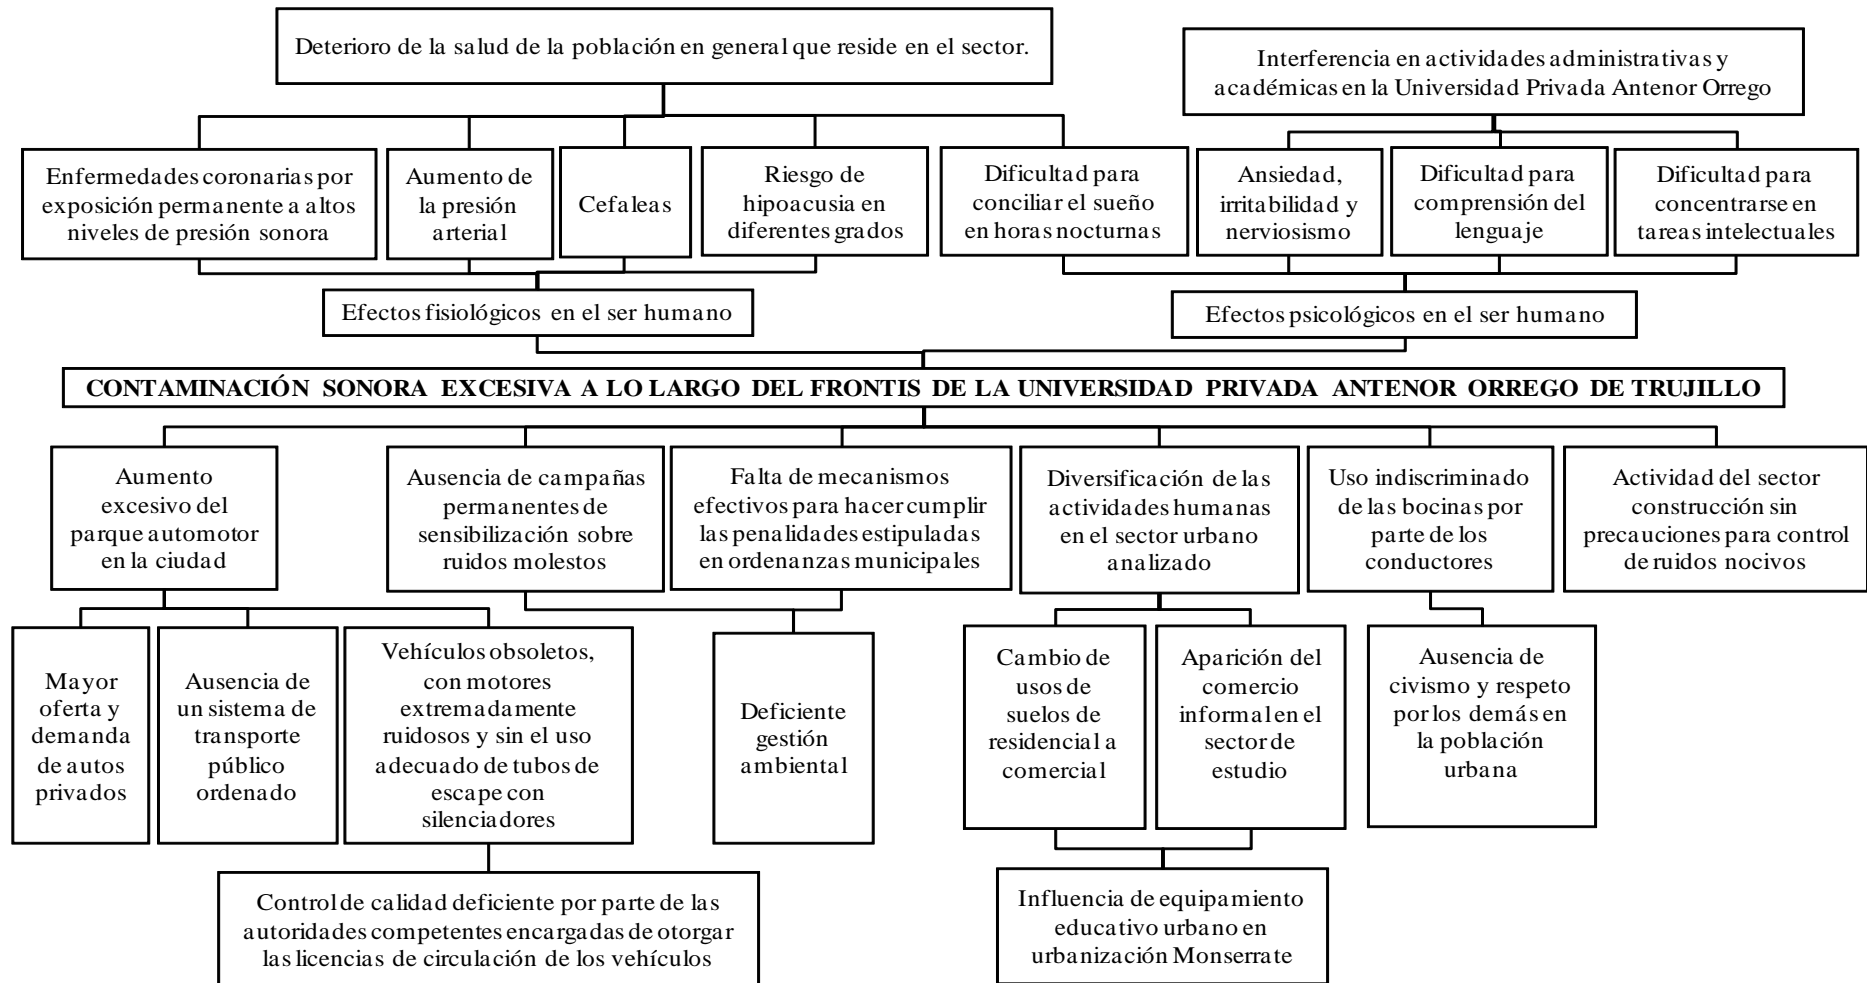 Deterioro de la salud de la población en general que reside en el sector.
Interferencia en actividades administrativas y
académicas en la Universidad Privada Antenor Orrego
Enfermedades coronarias por
exposición permanente a altos
niveles de presión sonora
Aumento de
la presión
arterial
Cefaleas
Riesgo de
hipoacusia en
diferentes grados
Dificultad para
conciliar el sueño
en horas nocturnas
Ansiedad,
irritabilidad y
nerviosismo
Dificultad para
comprensión del
lenguaje
Dificultad para
concentrarse en
tareas intelectuales
Efectos fisiológicos en el ser humano
Efectos psicológicos en el ser humano
CONTAMINACIÓN SONORA EXCESIVA A LO LARGO DEL FRONTIS DE LA UNIVERSIDAD PRIVADA ANTENOR ORREGO DE TRUJILLO
Aumento
excesivo del
parque automotor
en la ciudad
Ausencia de campañas
permanentes de
sensibilización sobre
ruidos molestos
Falta de mecanismos
efectivos para hacer cumplir
las penalidades estipuladas
en ordenanzas municipales
Diversificación de las
actividades humanas
en el sector urbano
analizado
Uso indiscriminado
de las bocinas por
parte de los
conductores
Actividad del sector
construcción sin
precauciones para control
de ruidos nocivos
Mayor
oferta y
demanda
de autos
privados
Ausencia de
un sistema de
transporte
público
ordenado
Vehículos obsoletos,
con motores
extremadamente
ruidosos y sin el uso
adecuado de tubos de
escape con
silenciadores
Deficiente
gestión
ambiental
Cambio de
usos de
suelos de
residencial a
comercial
Aparición del
comercio
informal en el
sector de
estudio
Ausencia de
civismo y respeto
por los demás en
la población
urbana
Control de calidad deficiente por parte de las
autoridades competentes encargadas de otorgar
las licencias de circulación de los vehículos
Influencia de equipamiento
educativo urbano en
urbanización Monserrate